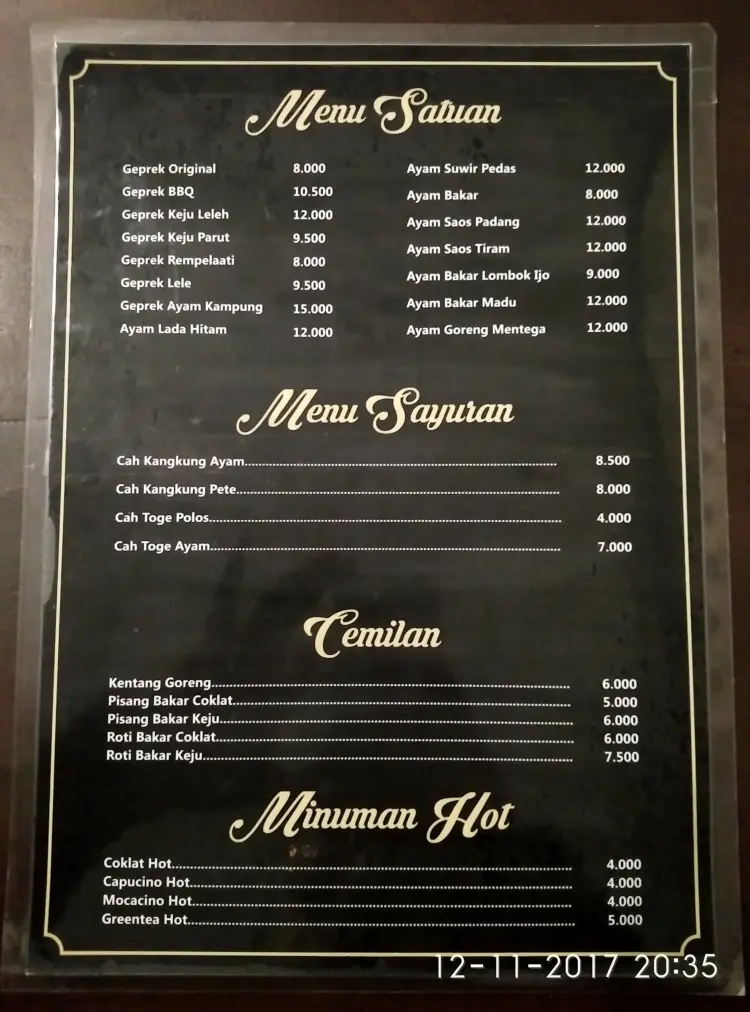 Menu Satuan
Geprek Original 8.000
Geprek BBQ 10.500
Geprek Keju Leleh 12.000
Geprek Keju Parut 9.500
Geprek Rempelaati 8.000
Geprek Lele 9.500
Geprek Ayam Kampung 15.000
Ayam Lada Hitam 12.000
Ayam Suwir Pedas 12.000
Ayam Bakar 8.000
Ayam Saos Padang 12.000
Ayam Saos Tiram 12.000
Ayam Bakar Lombok Ijo 9.000
Ayam Bakar Madu 12.000
Ayam Goreng Mentega 12.000
Menu Sayuran
Cah Kangkung Ayam 8.500
Cah Kangkung Pete 8.000
Cah Toge Polos 4.000
Cah Toge Ayam 7.000
Cemilan
Kentang Goreng 6.000
Pisang Bakar Coklat 5.000
Pisang Bakar Keju 6.000
Roti Bakar Coklat 6.000
Roti Bakar Keju 7.500
Minuman Hot
Coklat Hot 4.000
Capucino Hot 4.000
Mocacino Hot 4.000
Greentea Hot 5.000
12-11-2017 20:35